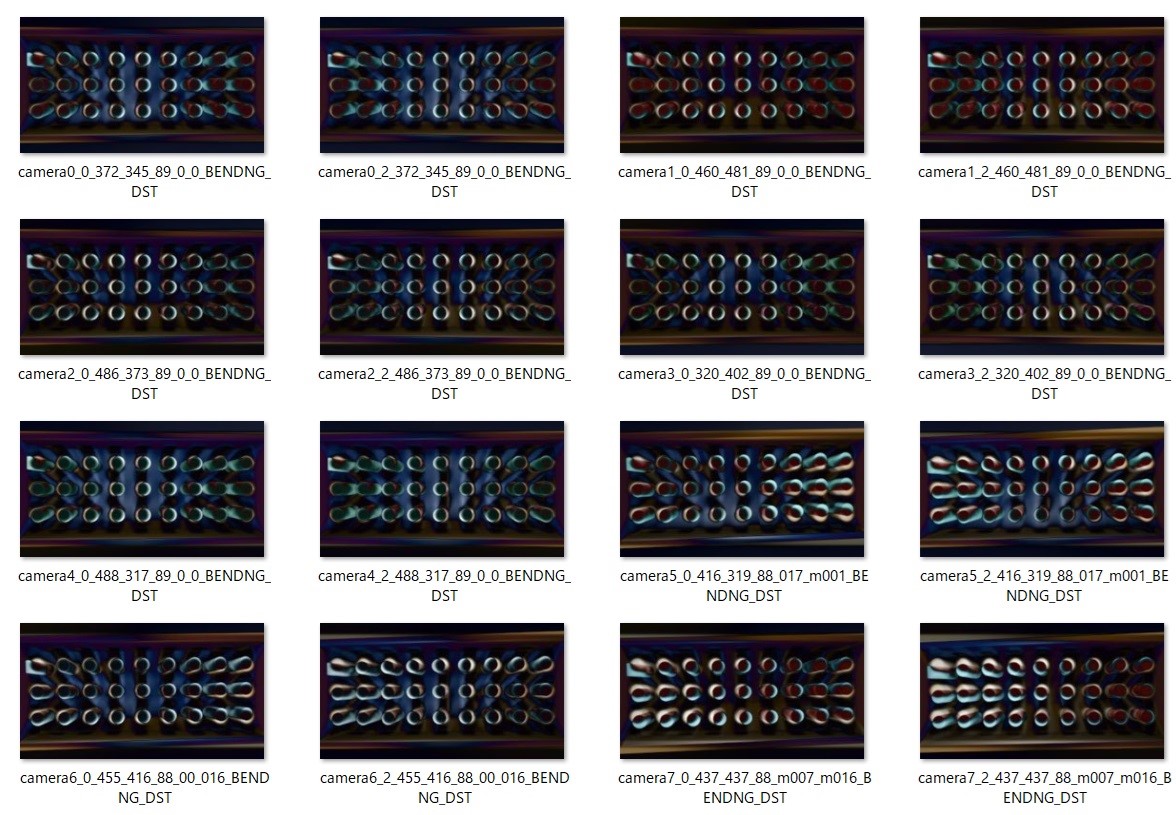 camera0_0_372_345_89_0_0_BENDNG_
DST
camera0_2_372_345_89_0_0_BENDNG_
DST
camera1_0_460_481_89_0_0_BENDNG_
DST
camera1_2_460_481_89_0_0_BENDNG_
DST
camera2_0_486_373_89_0_0_BENDNG_
DST
camera2_2_486_373_89_0_0_BENDNG_
DST
camera3_0_320_402_89_0_0_BENDNG_
DST
camera3_2_320_402_89_0_0_BENDNG_
DST
camera4_0_488_317_89_0_0_BENDNG_
DST
camera4_2_488_317_89_0_0_BENDNG_
DST
camera5_0_416_319_88_017_m001_BE
NDNG_DST
camera5_2_416_319_88_017_m001_BE
NDNG_DST
camera6_0_455_416_88_00_016_BEND
NG_DST
camera6_2_455_416_88_00_016_BEND
NG_DST
camera7_0_437_437_88_m007_m016_B
ENDNG_DST
camera7_2_437_437_88_m007_m016_B
ENDNG_DST